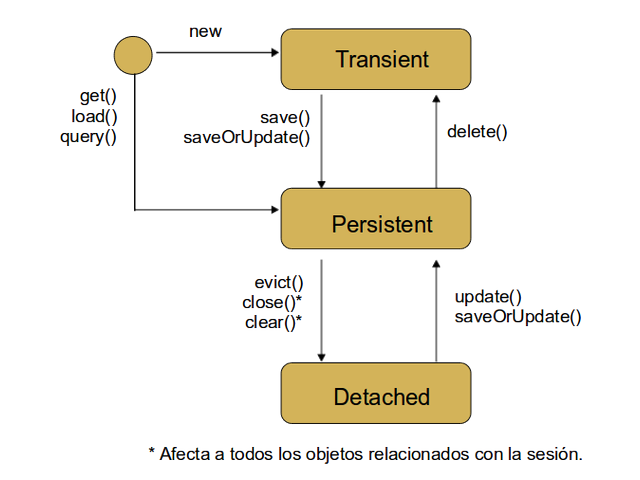 new
Transient
get()
load()
query()
save()
saveOrUpdate()
delete()
Persistent
evict()
close()*
clear()*
update()
saveOrUpdate()
Detached
* Afecta a todos los objetos relacionados con la sesión.